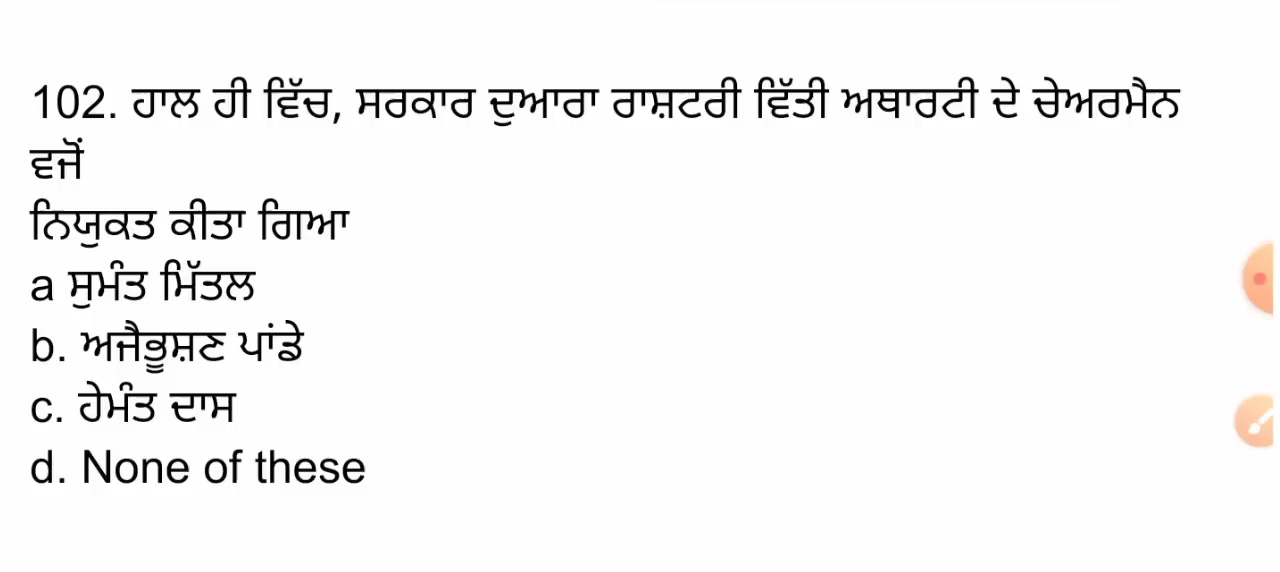 102. ਹਾਲ ਹੀ ਵਿੱਚ, ਸਰਕਾਰ ਦੁਆਰਾ ਰਾਸ਼ਟਰੀ ਵਿੱਤੀ ਅਥਾਰਟੀ ਦੇ ਚੇਅਰਮੈਨ
ਵਜੋਂ
ਨਿਯੁਕਤ ਕੀਤਾ ਗਿਆ
a ਸੁਮੰਤ ਮਿੱਤਲ
b. ਅਜੈਭੂਸ਼ਣ ਪਾਂਡੇ
c. ਹੇਮੰਤ ਦਾਸ
d. None of these